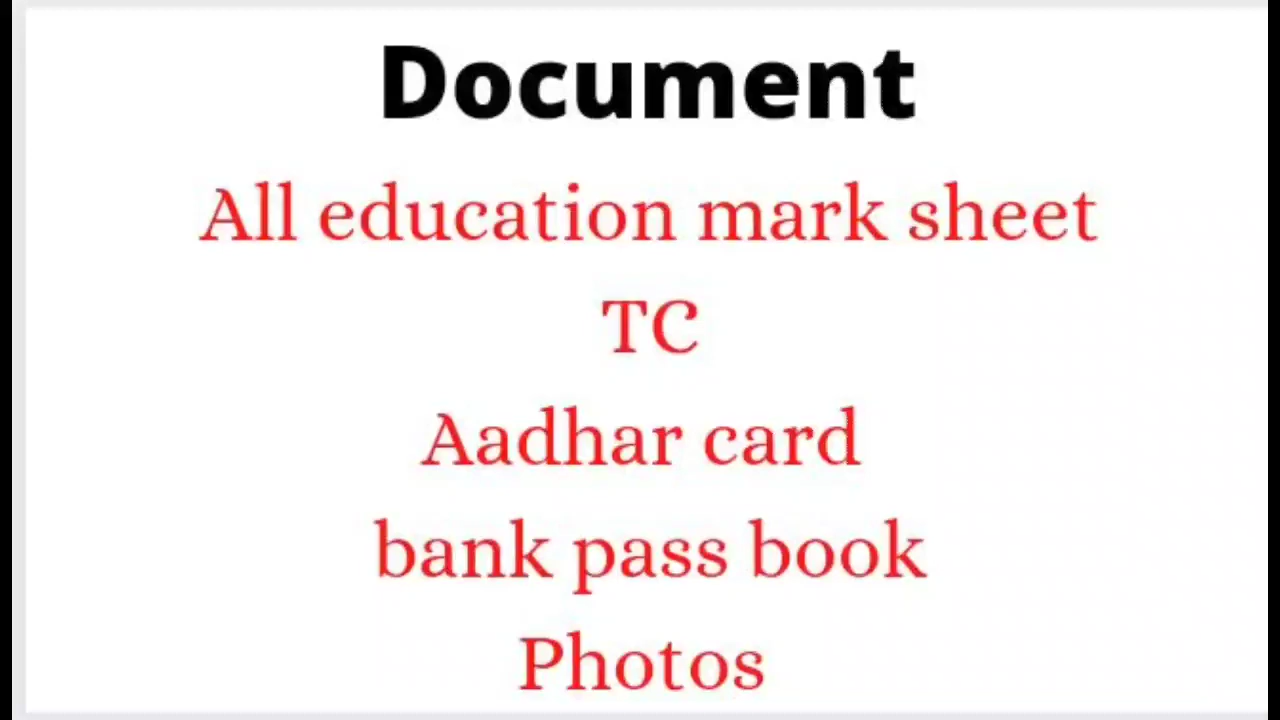 Document
All education mark sheet
TC
Aadhar card
bank pass book
Photos